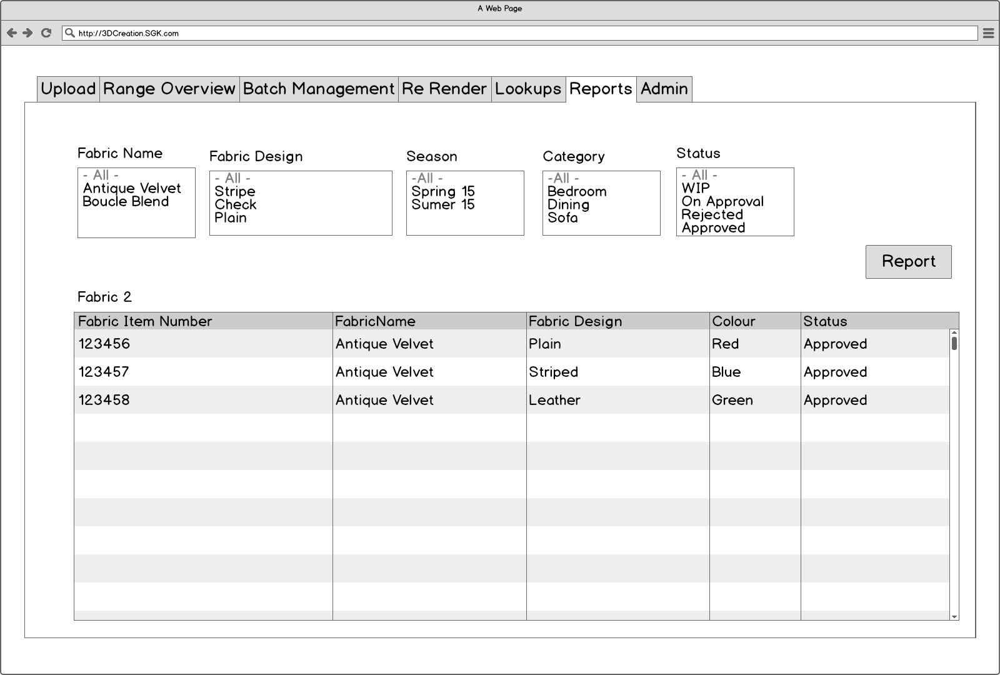 A Web Page
http://3DCreation.SGK.com
Upload Range Overview Batch Management Re Render Lookups Reports Admin
Fabric Name
- All -
Antique Velvet
Boucle Blend
Fabric Design
- All -
Stripe
Check
Plain
Season
-All -
Spring 15
Sumer 15
Category
-All -
Bedroom
Dining
Sofa
Status
- All -
WIP
On Approval
Rejected
Approved
Report
Fabric 2
Fabric Item Number FabricName Fabric Design Colour Status
123456 Antique Velvet Plain Red Approved
123457 Antique Velvet Striped Blue Approved
123458 Antique Velvet Leather Green Approved